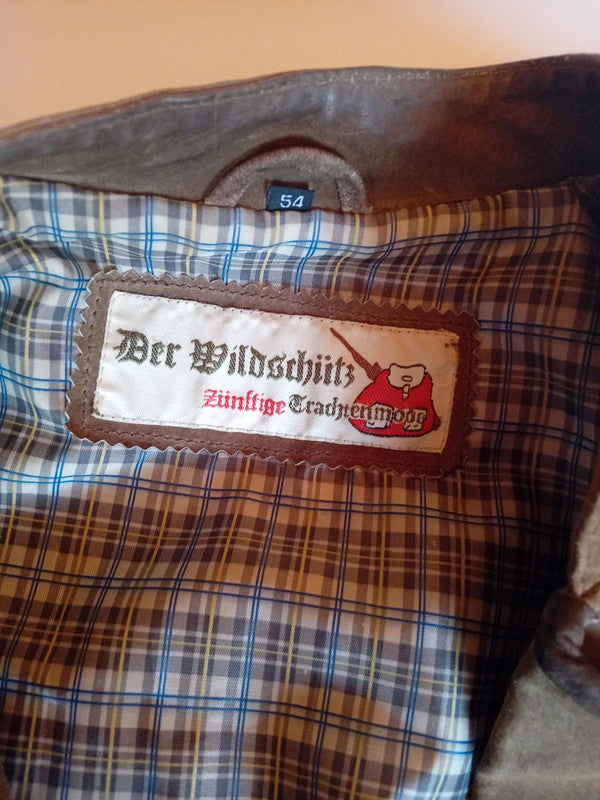 54
Der Wildschütz
Zünftige Trachtenmode